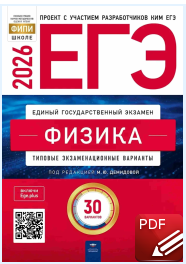 ПРОЕКТ С УЧАСТИЕМ РАЗРАБОТЧИКОВ КИМ ЕГЭ
ФИПИ
ШКОЛЕ
2026
ЕГЭ
ЕДИНЫЙ ГОСУДАРСТВЕННЫЙ ЭКЗАМЕН
ФИЗИКА
ТИПОВЫЕ ЭКЗАМЕНАЦИОННЫЕ ВАРИАНТЫ
ПОД РЕДАКЦИЕЙ М.Ю. ДЕМИДОВОЙ
30
ВАРИАНТОВ
PDF